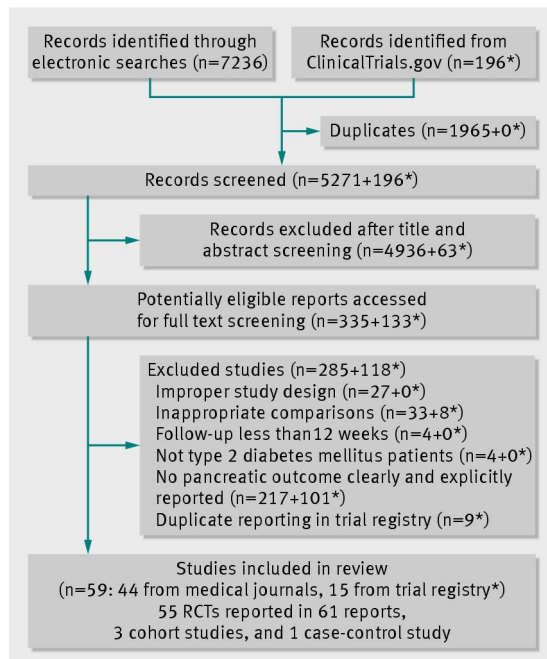 Records identified through
electronic searches (n=7236)
Records identified from
ClinicalTrials.gov (n=196*)
Duplicates (n=1965+0*)
Records screened (n=5271+196*)
Records excluded after title and
abstract screening (n=4936+63*)
Potentially eligible reports accessed
for full text screening (n=335+133*)
Excluded studies (n=285+118*)
Improper study design (n=27+0*)
Inappropriate comparisons (n=33+8*)
Follow-up less than12 weeks (n=4+0*)
Not type 2 diabetes mellitus patients (n=4+0*)
No pancreatic outcome clearly and explicitly
reported (n=217+101*)
Duplicate reporting in trial registry (n=9*)
Studies included in review
(n=59: 44 from medical journals, 15 from trial registry*)
55 RCTs reported in 61 reports,
3 cohort studies, and 1 case-control study